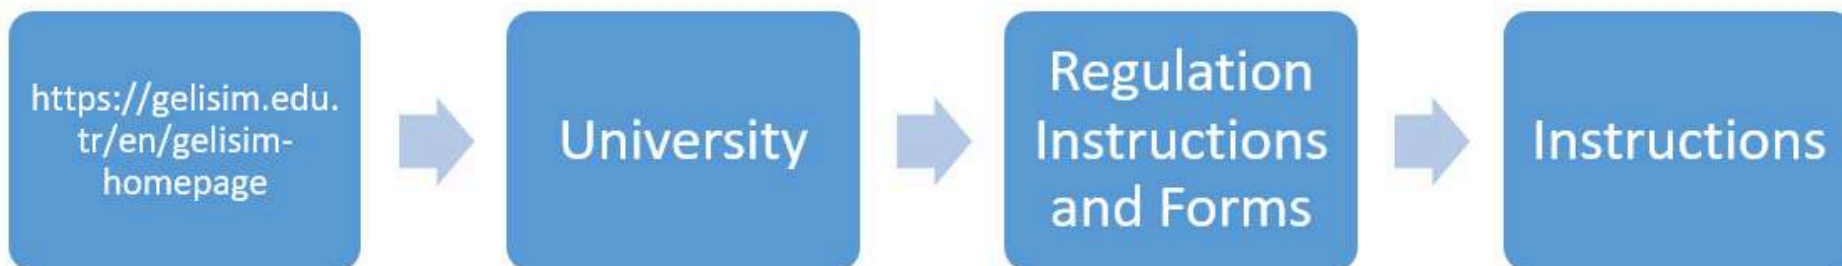 https://gelisim.edu.
tr/en/gelisim-
homepage
University
Regulation
Instructions
and Forms
Instructions